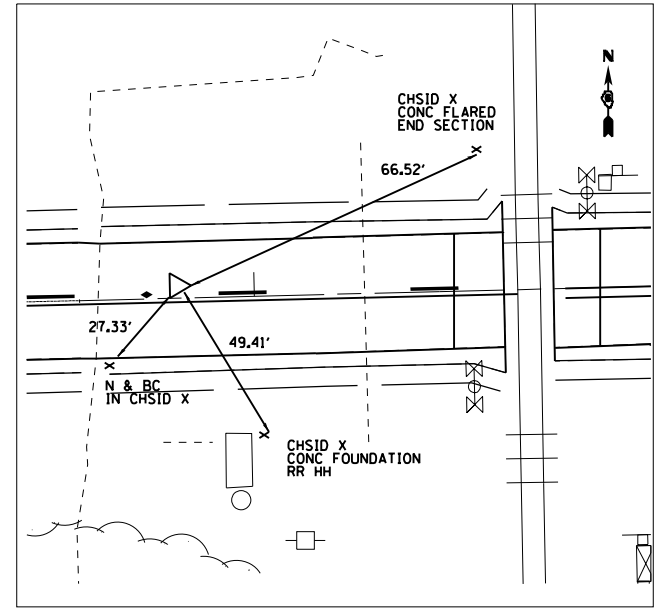 N
CHSID X
CONC FLARED
END SECTION
66.52'
27.33'
49.41'
N & BC
IN CHSID X
CHSID X
CONC FOUNDATION
RR HH